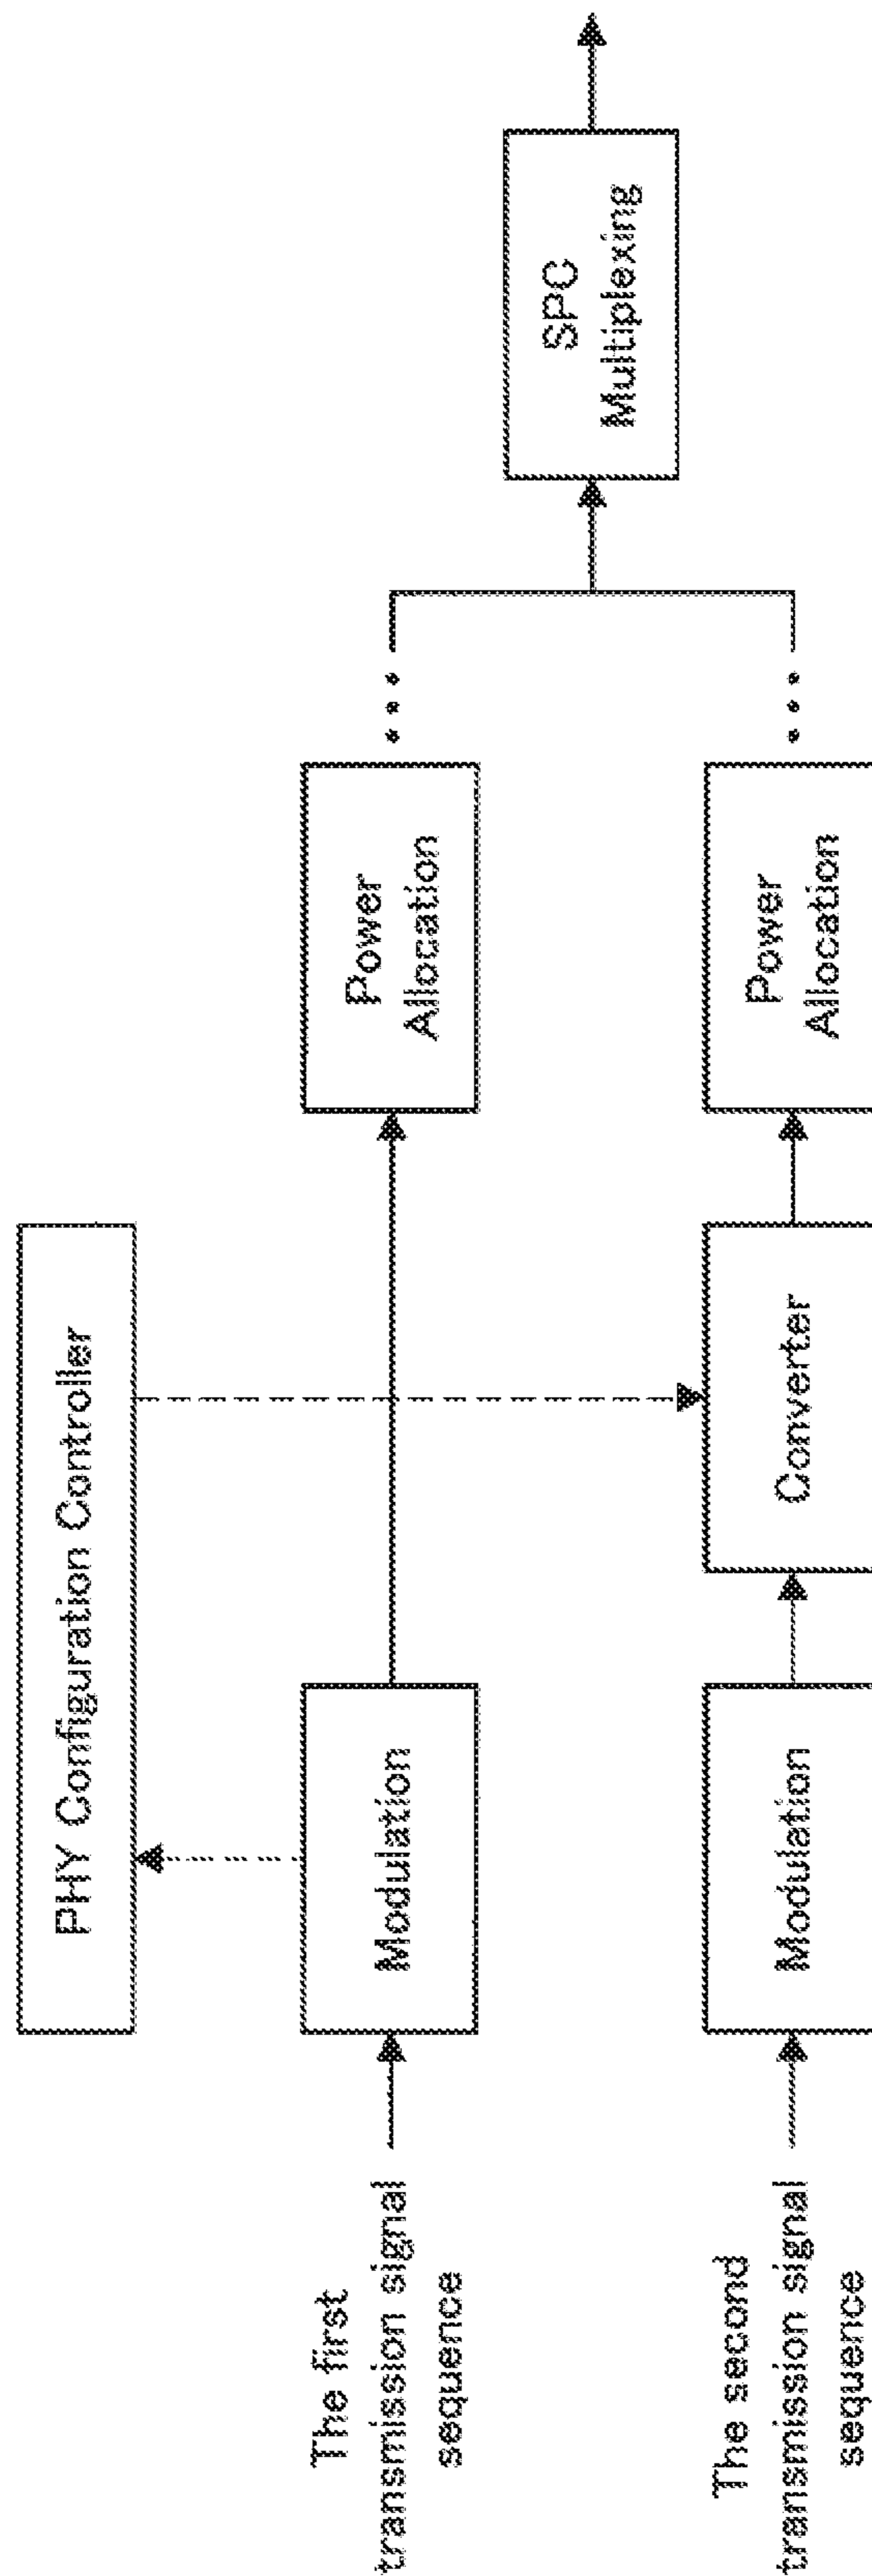 PHY Configuration Controller
The first
transmission signal
sequence
Modulation
Power
Allocation
SPC
Multiplexing
The second
transmission signal
sequence
Modulation
Converter
Power
Allocation